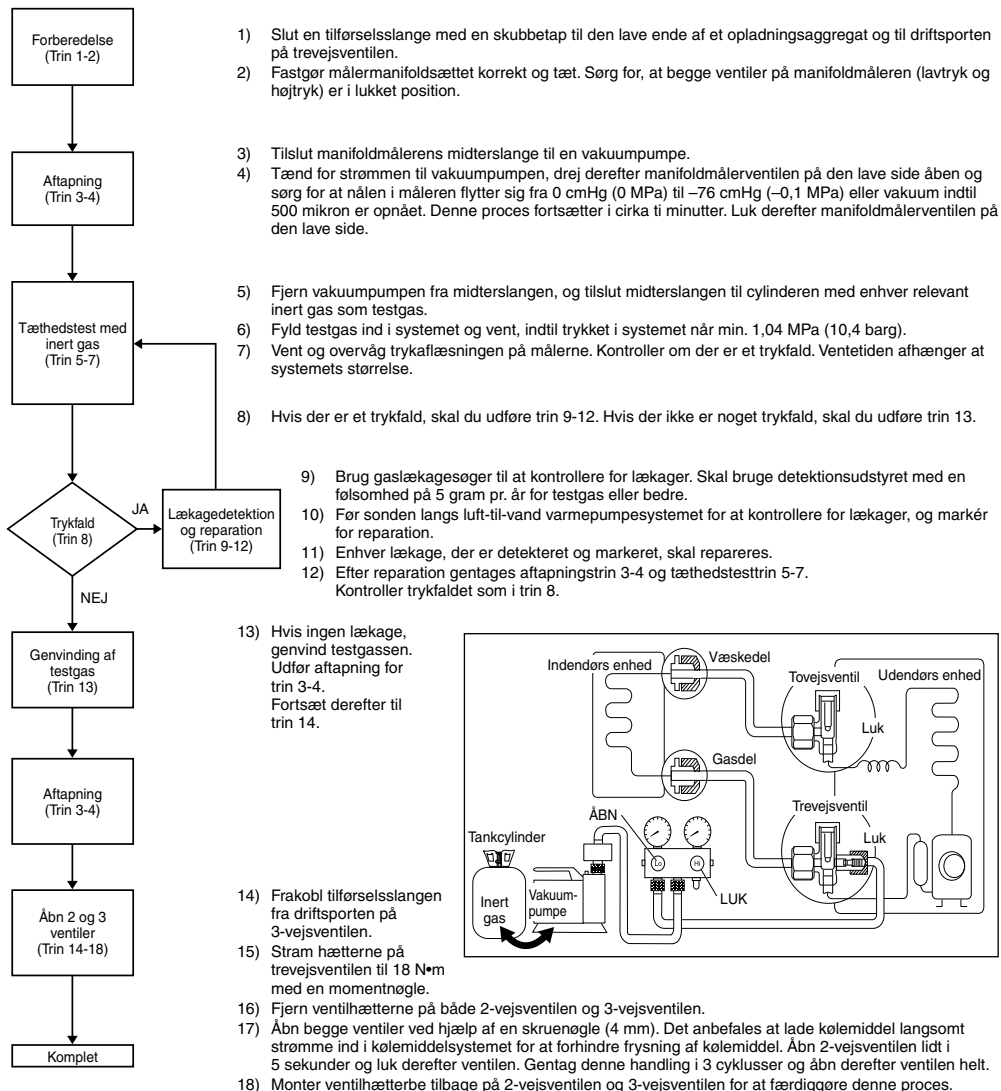 Forberedelse
(Trin 1-2)
1) Slut en tilførselsslange med en skubbetap til den lave ende af et opladningsaggregat og til driftsporten
på trevejsventilen.
2) Fastgør målermanifoldsættet korrekt og tæt. Sørg for, at begge ventiler på manifoldmåleren (lavtryk og
højtryk) er i lukket position.
Aftapning
(Trin 3-4)
3) Tilslut manifoldmålerens midterslange til en vakuumpumpe.
4) Tænd for strømmen til vakuumpumpen, drej derefter manifoldmålerventilen på den lave side åben og
sørg for at nålen i måleren flytter sig fra 0 cmHg (0 MPa) til –76 cmHg (–0,1 MPa) eller vakuum indtil
500 mikron er opnået. Denne proces fortsætter i cirka ti minutter. Luk derefter manifoldmålerventilen på
den lave side.
Tæthedstest med
inert gas
(Trin 5-7)
5) Fjern vakuumpumpen fra midterslangen, og tilslut midterslangen til cylinderen med enhver relevant
inert gas som testgas.
6) Fyld testgas ind i systemet og vent, indtil trykket i systemet når min. 1,04 MPa (10,4 barg).
7) Vent og overvåg trykaflæsningen på målerne. Kontroller om der er et trykfald. Ventetiden afhænger at
systemets størrelse.
8) Hvis der er et trykfald, skal du udføre trin 9-12. Hvis der ikke er noget trykfald, skal du udføre trin 13.
Trykfald
(Trin 8)
JA
NEJ
Lækagedetektion
og reparation
(Trin 9-12)
9) Brug gaslækagesøger til at kontrollere for lækager. Skal bruge detektionsudstyret med en
følsomhed på 5 gram pr. år for testgas eller bedre.
10) Før sonden langs luft-til-vand varmepumpesystemet for at kontrollere for lækager, og markér
for reparation.
11) Enhver lækage, der er detekteret og markeret, skal repareres.
12) Efter reparation gentages aftapningstrin 3-4 og tæthedstesttrin 5-7.
Kontroller trykfaldet som i trin 8.
Genvinding af
testgas
(Trin 13)
13) Hvis ingen lækage,
genvind testgassen.
Udfør aftapning for
trin 3-4.
Fortsæt derefter til
trin 14.
Indendørs enhed
Væskedel
Tovejsventil
Udendørs enhed
Luk
Gasdel
Trevejsventil
Luk
ÅBN
Lo
Hi
LUK
Tankcylinder
Inert
gas
Vakuum-
pumpe
Aftapning
(Trin 3-4)
Åbn 2 og 3
ventiler
(Trin 14-18)
14) Frakobl tilførselsslangen
fra driftsporten på
3-vejsventilen.
15) Stram hætterne på
trevejsventilen til 18 N•m
med en momentnøgle.
16) Fjern ventilhætterne på både 2-vejsventilen og 3-vejsventilen.
17) Åbn begge ventiler ved hjælp af en skruenøgle (4 mm). Det anbefales at lade kølemiddel langsomt
strømme ind i kølemiddelsystemet for at forhindre frysning af kølemiddel. Åbn 2-vejsventilen lidt i
5 sekunder og luk derefter ventilen. Gentag denne handling i 3 cyklusser og åbn derefter ventilen helt.
18) Monter ventilhætterbe tilbage på 2-vejsventilen og 3-vejsventilen for at færdiggøre denne proces.
Komplet